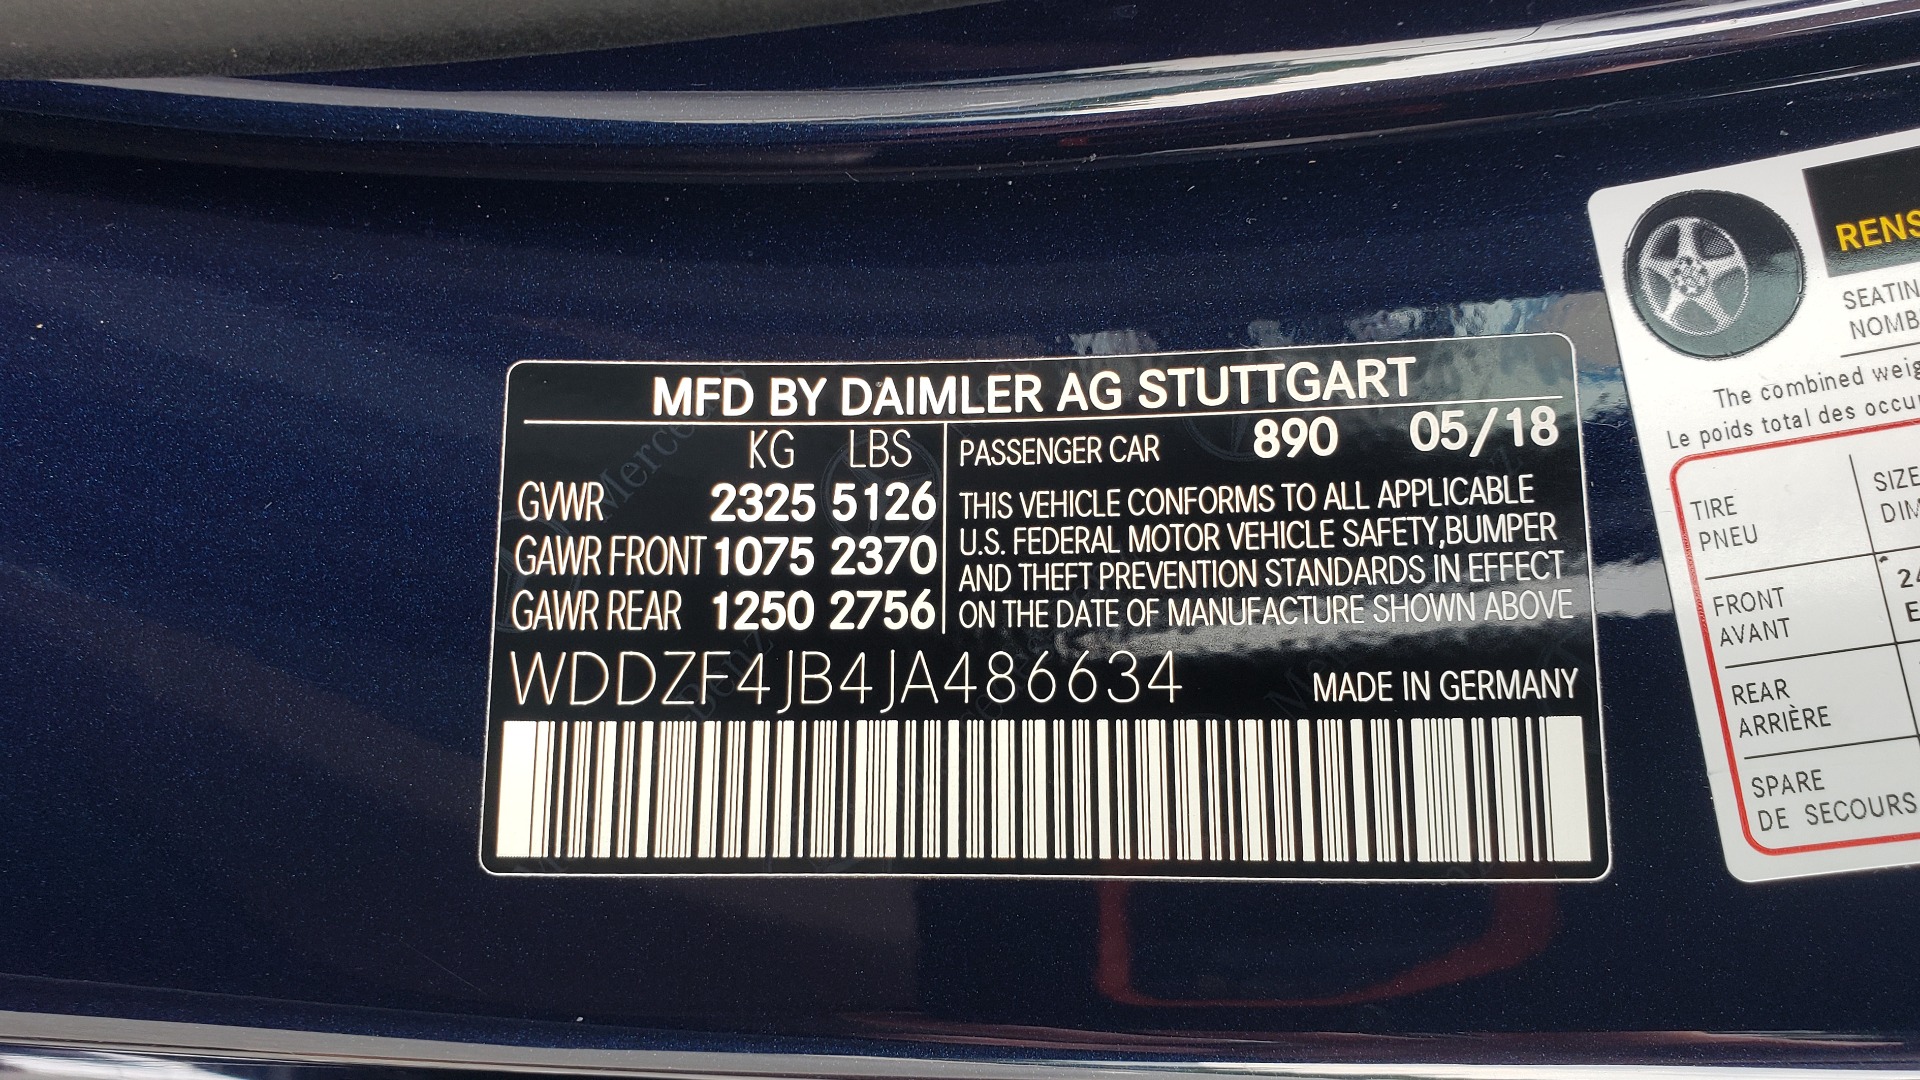 MFD BY DAIMLER AG STUTTGART
KG LBS
GVWR 2325 5126
GAWR FRONT 1075 2370
GAWR REAR 1250 2756
PASSENGER CAR 890 05/18
THIS VEHICLE CONFORMS TO ALL APPLICABLE
U.S. FEDERAL MOTOR VEHICLE SAFETY,BUMPER
AND THEFT PREVENTION STANDARDS IN EFFECT
ON THE DATE OF MANUFACTURE SHOWN ABOVE
WDDZF4JB4JA486634
MADE IN GERMANY
RENS
SEATIN
NOMB
The combined weig
Le poids total des occu
TIRE
PNEU
SIZE
DIM
FRONT
AVANT
24
E
REAR
ARRIÈRE
SPARE
DE SECOURS